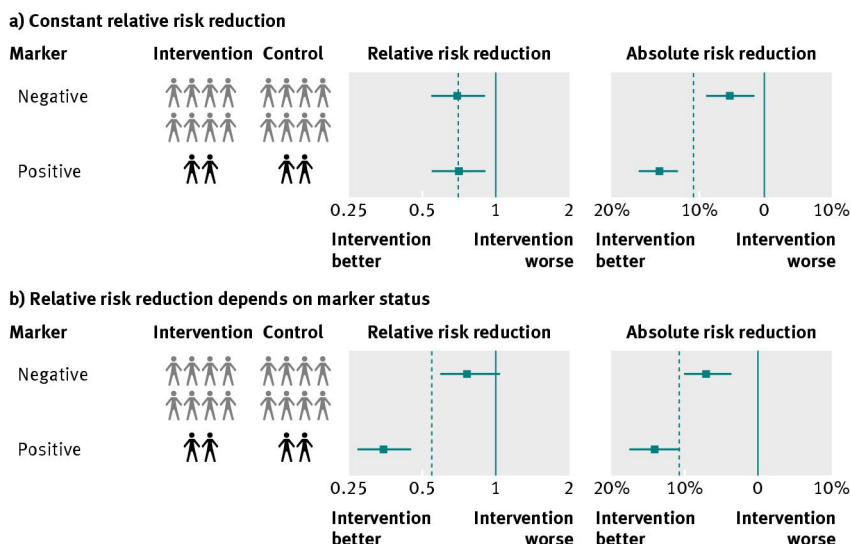 a) Constant relative risk reduction
Marker Intervention Control Relative risk reduction Absolute risk reduction
Negative
Positive
0.25 0.5 1 2 20% 10% 0 10%
Intervention Intervention Intervention Intervention
better worse better worse
b) Relative risk reduction depends on marker status
Marker Intervention Control Relative risk reduction Absolute risk reduction
Negative
Positive
0.25 0.5 1 2 20% 10% 0 10%
Intervention Intervention Intervention Intervention
better worse better worse